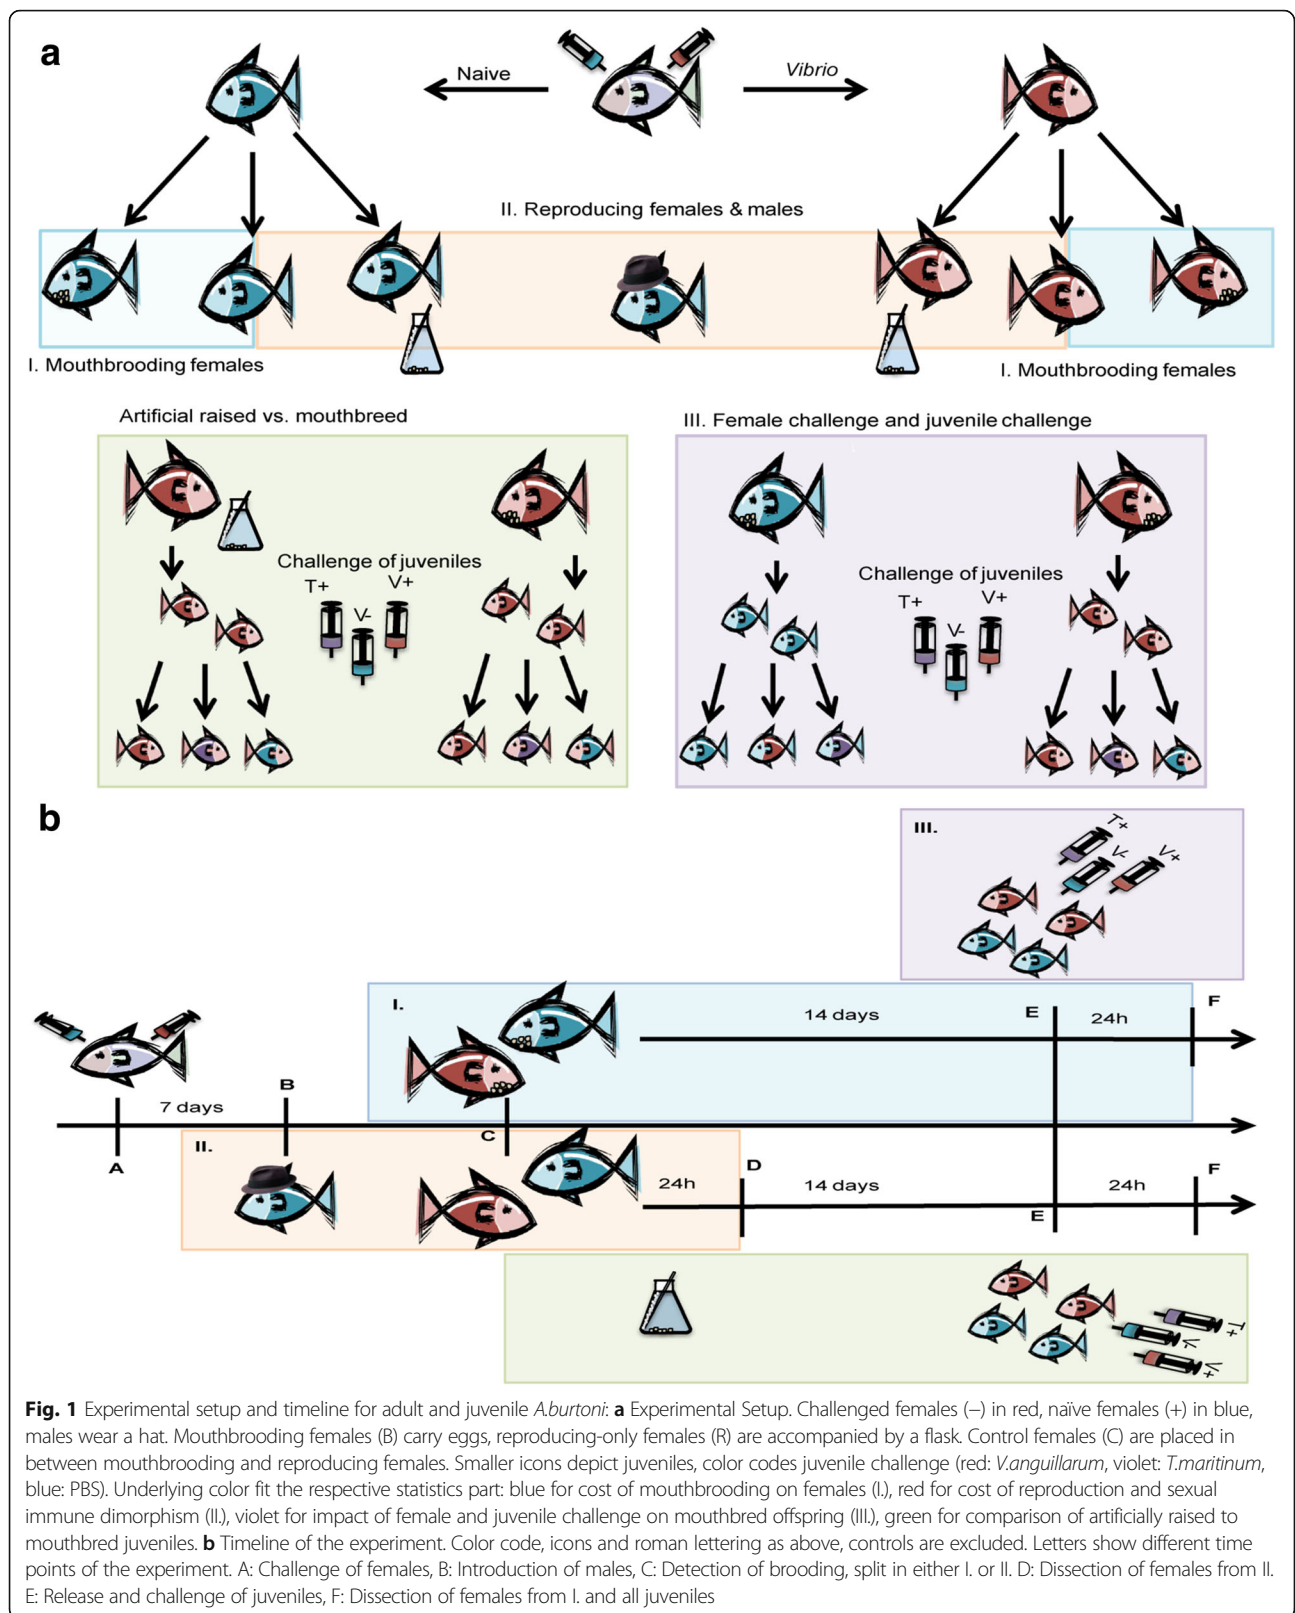 a
Naive
Vibrio
II. Reproducing females & males
I. Mouthbrooding females
I. Mouthbrooding females
Artificial raised vs. mouthbreed
Challenge of juveniles
T+
V-
V+
III. Female challenge and juvenile challenge
Challenge of juveniles
T+
V-
V+
b
III.
T+
V-
V+
I.
14 days
E
24h
F
B
7 days
A
C
II.
24h
D
14 days
E
24h
F
T+
V-
V+
Fig. 1 Experimental setup and timeline for adult and juvenile A.burtoni: a Experimental Setup. Challenged females (−) in red, naïve females (+) in blue,
males wear a hat. Mouthbrooding females (B) carry eggs, reproducing-only females (R) are accompanied by a flask. Control females (C) are placed in
between mouthbrooding and reproducing females. Smaller icons depict juveniles, color codes juvenile challenge (red: V.anguillarum, violet: T.maritinum,
blue: PBS). Underlying color fit the respective statistics part: blue for cost of mouthbrooding on females (I.), red for cost of reproduction and sexual
immune dimorphism (II.), violet for impact of female and juvenile challenge on mouthbred offspring (III.), green for comparison of artificially raised to
mouthbred juveniles. b Timeline of the experiment. Color code, icons and roman lettering as above, controls are excluded. Letters show different time
points of the experiment. A: Challenge of females, B: Introduction of males, C: Detection of brooding, split in either I. or II. D: Dissection of females from II.
E: Release and challenge of juveniles, F: Dissection of females from I. and all juveniles